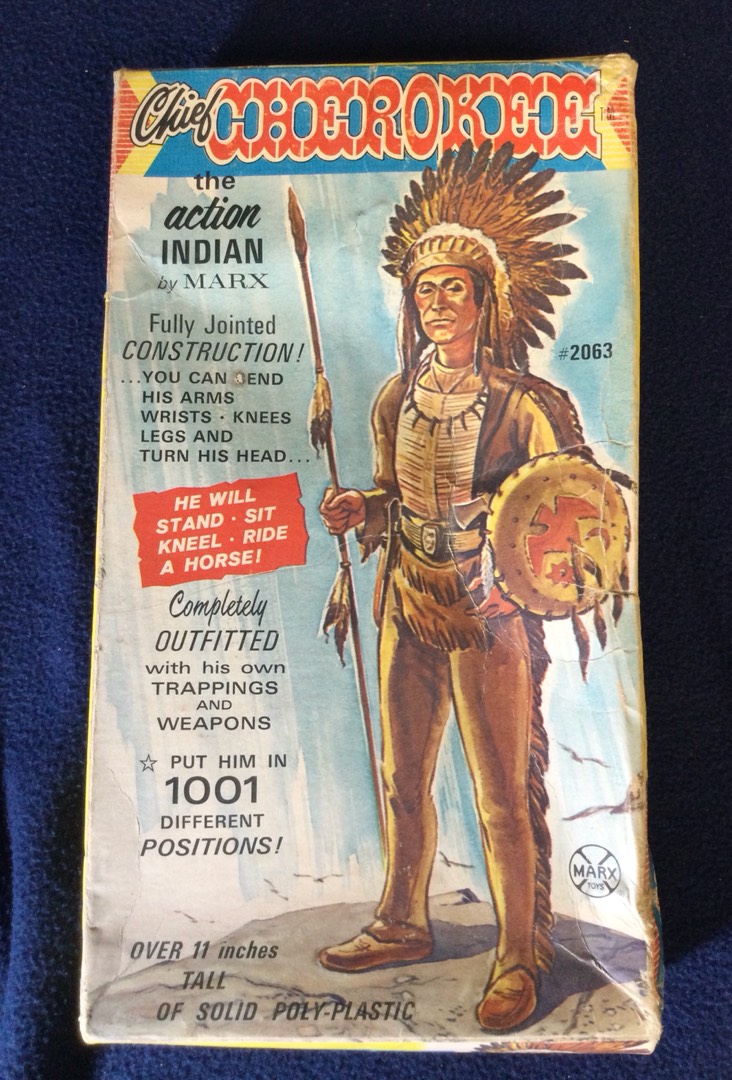 Chief CHEROKEE TM
the
action
INDIAN
by MARX
Fully Jointed
CONSTRUCTION!
...YOU CAN BEND
HIS ARMS
WRISTS · KNEES
LEGS AND
TURN HIS HEAD...
#2063
HE WILL
STAND · SIT
KNEEL · RIDE
A HORSE!
Completely
OUTFITTED
with his own
TRAPPINGS
AND
WEAPONS
☆ PUT HIM IN
1001
DIFFERENT
POSITIONS!
MARX
TOYS
OVER 11 inches
TALL
OF SOLID POLY-PLASTIC